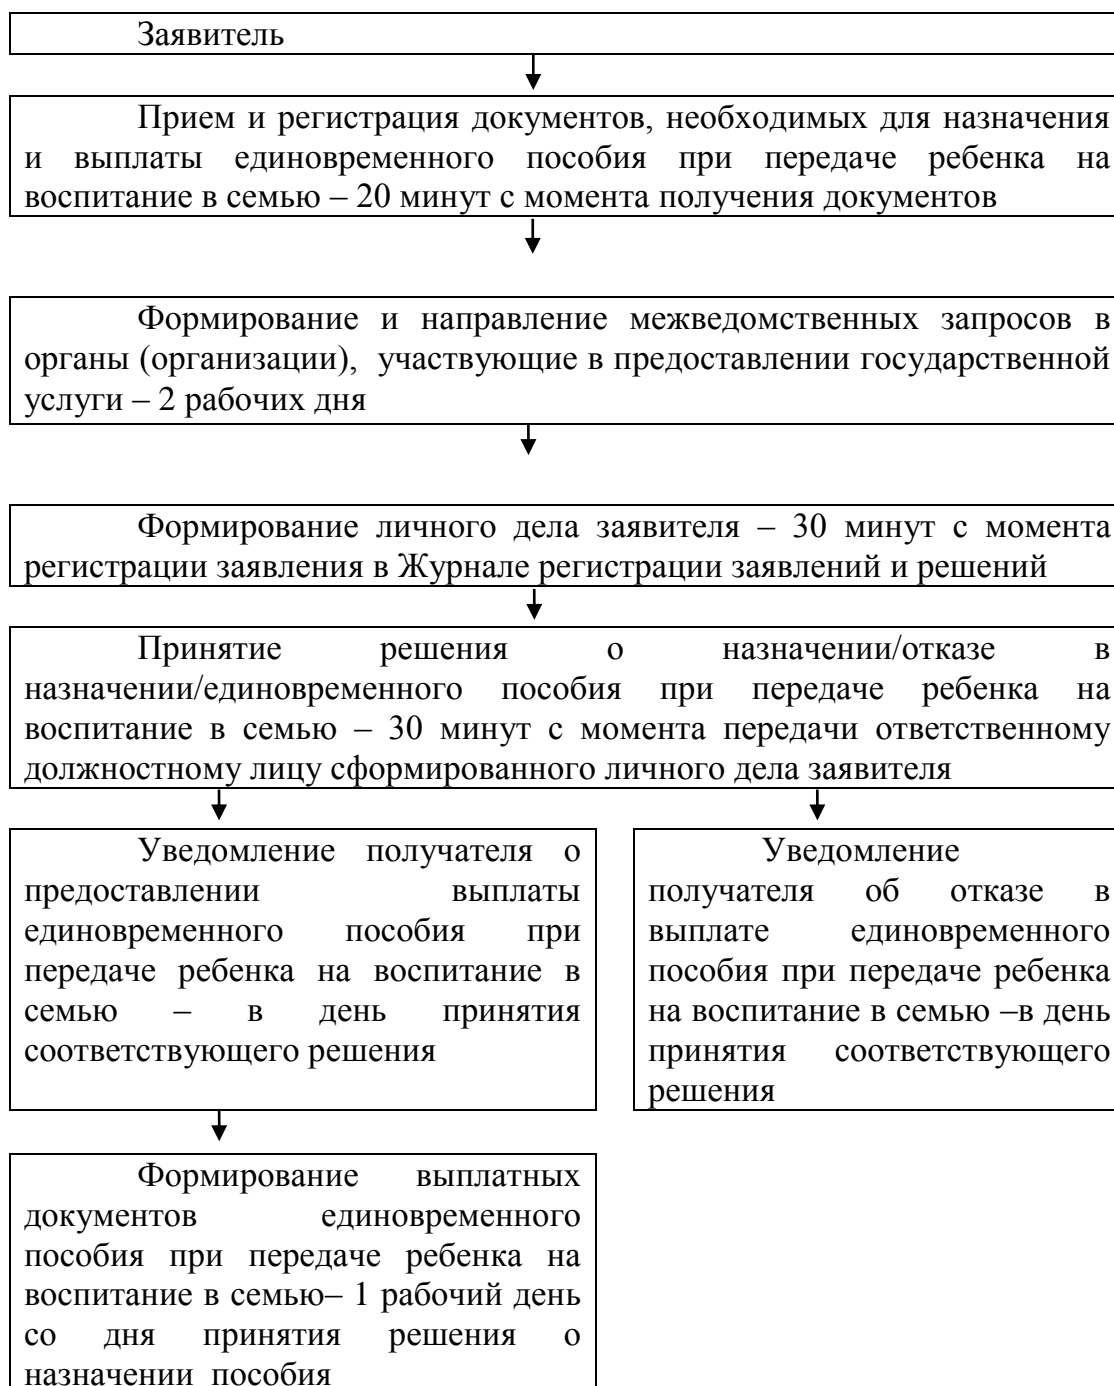 Заявитель
Прием и регистрация документов, необходимых для назначения
и выплаты единовременного пособия при передаче ребенка на
воспитание в семью – 20 минут с момента получения документов
Формирование и направление межведомственных запросов в
органы (организации), участвующие в предоставлении государственной
услуги – 2 рабочих дня
Формирование личного дела заявителя – 30 минут с момента
регистрации заявления в Журнале регистрации заявлений и решений
Принятие решения о назначении/отказе в
назначении/единовременного пособия при передаче ребенка на
воспитание в семью – 30 минут с момента передачи ответственному
должностному лицу сформированного личного дела заявителя
Уведомление получателя о
предоставлении выплаты
единовременного пособия при
передаче ребенка на воспитание в
семью – в день принятия
соответствующего решения
Уведомление
получателя об отказе в
выплате единовременного
пособия при передаче ребенка
на воспитание в семью –в день
принятия соответствующего
решения
Формирование выплатных
документов единовременного
пособия при передаче ребенка на
воспитание в семью– 1 рабочий день
со дня принятия решения о
назначении пособия